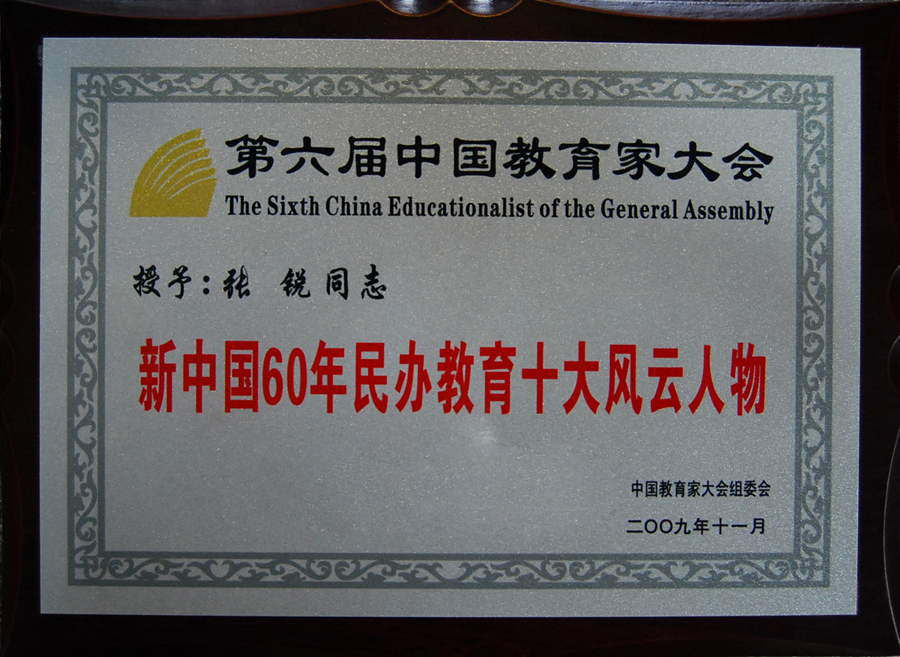 第六届中国教育家大会
The Sixth China Educationalist of the General Assembly
授予：张 锐 同志
新中国60年民办教育十大风云人物
中国教育家大会组委会
二〇〇九年十一月